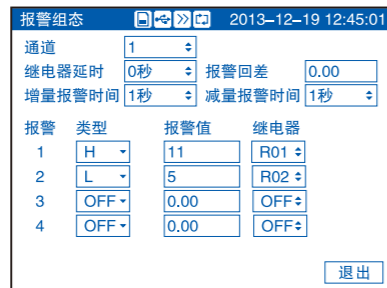 报警组态 2013-12-19 12:45:01
通道 1
继电器延时 0秒 报警回差 0.00
增量报警时间 1秒 减量报警时间 1秒
报警 类型 报警值 继电器
1 H 11 R01
2 L 5 R02
3 OFF 0.00 OFF
4 OFF 0.00 OFF
退出